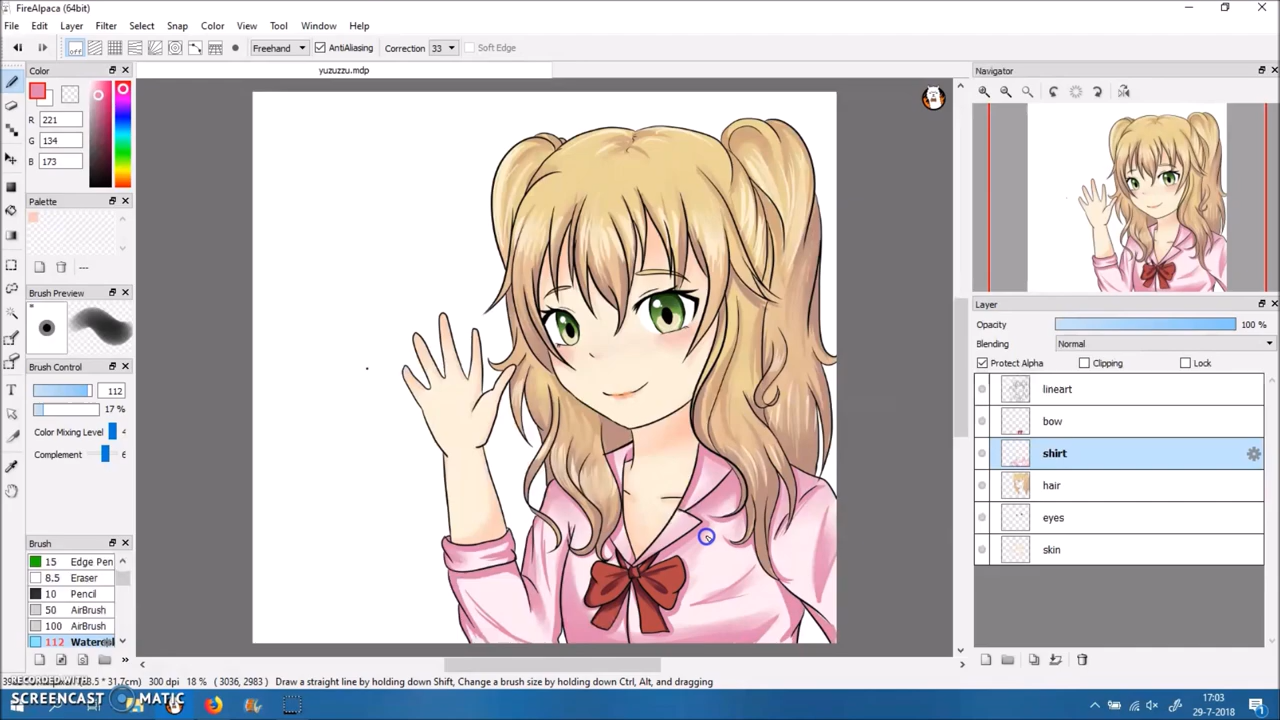 FireAlpaca (64bit)
File Edit Layer Filter Select Snap Color View Tool Window Help
off Freehand AntiAliasing Correction 33 Soft Edge
Color
yuzuzzu.mdp
Navigator
R 221
G 134
B 173
Palette
---
Brush Preview
Layer
Opacity 100 %
Blending Normal
Protect Alpha Clipping Lock
Brush Control
112
17 %
Color Mixing Level
Complement
lineart
bow
shirt
hair
eyes
skin
Brush
15 Edge Pen
8.5 Eraser
10 Pencil
50 AirBrush
100 AirBrush
112
18 % ( 3036, 2983 ) Draw a straight line by holding down Shift, Change a brush size by holding down Ctrl, Alt, and dragging
RECORDED WITH
SCREENCAST MATIC
17:03
29-7-2018